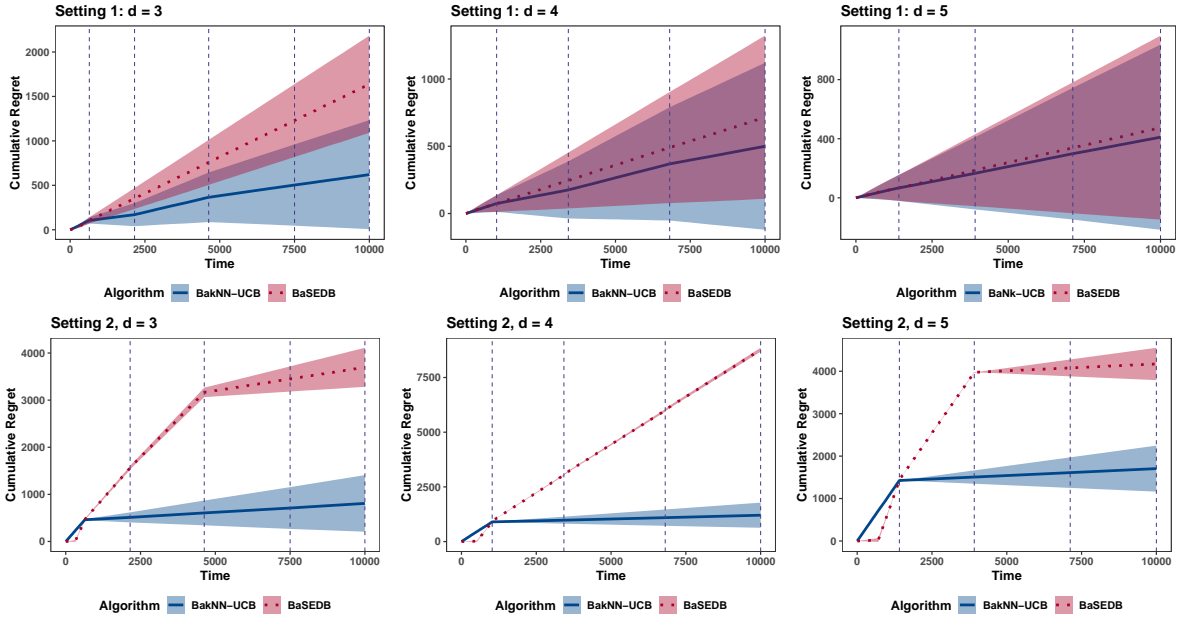 Setting 1: d = 3
Cumulative Regret
2000
1500
1000
500
0
0 2500 5000 7500 10000
Time
Algorithm BakNN−UCB BaSEDB
Setting 1: d = 4
Cumulative Regret
1000
500
0
0 2500 5000 7500 10000
Time
Algorithm BakNN−UCB BaSEDB
Setting 1: d = 5
Cumulative Regret
800
400
0
0 2500 5000 7500 10000
Time
Algorithm BaNk−UCB BaSEDB
Setting 2, d = 3
Cumulative Regret
4000
3000
2000
1000
0
0 2500 5000 7500 10000
Time
Algorithm BakNN−UCB BaSEDB
Setting 2, d = 4
Cumulative Regret
7500
5000
2500
0
0 2500 5000 7500 10000
Time
Algorithm BakNN−UCB BaSEDB
Setting 2, d = 5
Cumulative Regret
4000
3000
2000
1000
0
0 2500 5000 7500 10000
Time
Algorithm BakNN−UCB BaSEDB